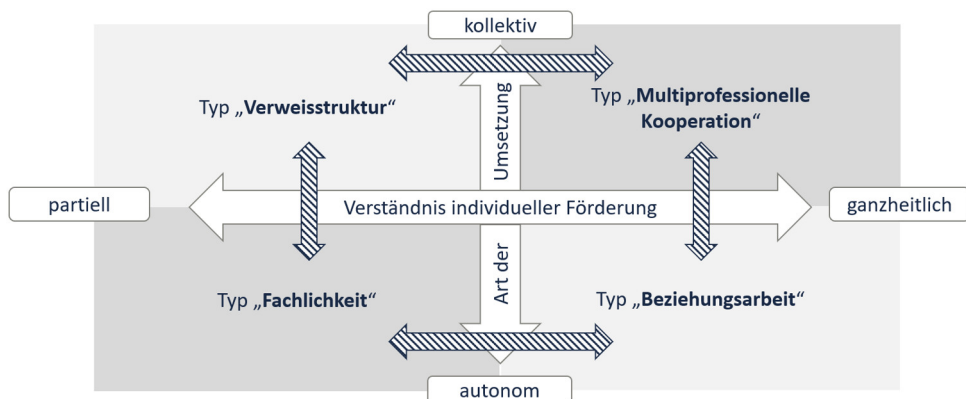 kollektiv
Typ „Verweisstruktur“
Typ „Multiprofessionelle
Kooperation“
Umsetzung
partiell
Verständnis individueller Förderung
ganzheitlich
Art der
Typ „Fachlichkeit“
Typ „Beziehungsarbeit“
autonom